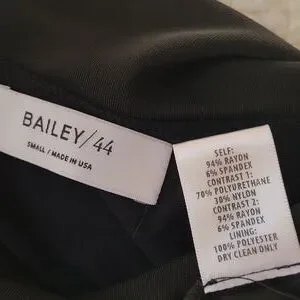 BAILEY/44
SMALL / MADE IN USA
SELF:
94% RAYON
6% SPANDEX
CONTRAST 1:
70% POLYURETHANE
30% NYLON
CONTRAST 2:
94% RAYON
6% SPANDEX
LINING:
100% POLYESTER
DRY CLEAN ONLY